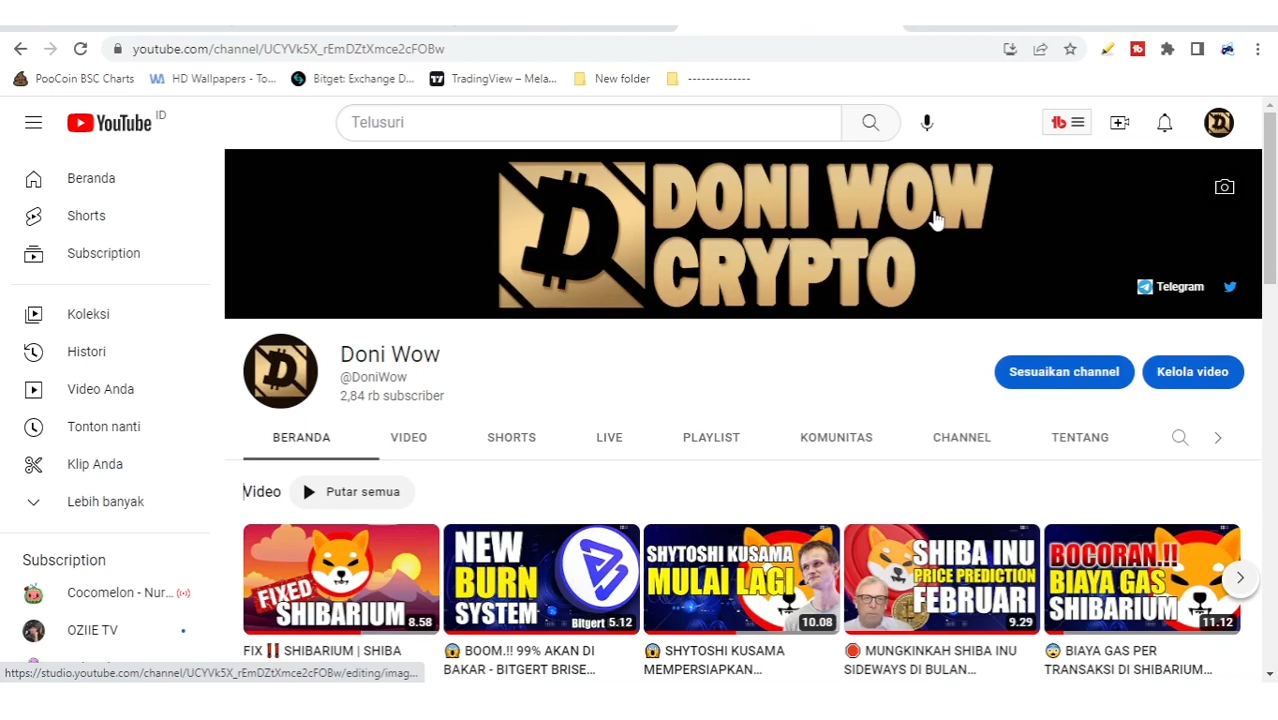 youtube.com/channel/UCYVk5X_rEmDZtXmce2cFOBw
PooCoin BSC Charts
HD Wallpapers - To...
Bitget: Exchange D...
TradingView – Mela...
New folder
--------------
YouTube ID
Telusuri
Beranda
Shorts
Subscription
Koleksi
Histori
Video Anda
Tonton nanti
Klip Anda
Lebih banyak
Subscription
Cocomelon - Nur...
OZIIE TV
DONI WOW
CRYPTO
Telegram
Doni Wow
@DoniWow
2,84 rb subscriber
Sesuaikan channel
Kelola video
BERANDA
VIDEO
SHORTS
LIVE
PLAYLIST
KOMUNITAS
CHANNEL
TENTANG
Video
Putar semua
FIXED
SHIBARIUM
8.58
FIX ‼️ SHIBARIUM | SHIBA
NEW
BURN
SYSTEM
Bitgert
5.12
😱 BOOM.!! 99% AKAN DI
BAKAR - BITGERT BRISE...
SHYTOSHI KUSAMA
MULAI LAGI
10.08
😱 SHYTOSHI KUSAMA
MEMPERSIAPKAN...
SHIBA INU
PRICE PREDICTION
FEBRUARI
9.29
🔴 MUNGKINKAH SHIBA INU
SIDEWAYS DI BULAN...
BOCORAN.!!
BIAYA GAS
SHIBARIUM
11.12
😨 BIAYA GAS PER
TRANSAKSI DI SHIBARIUM...
https://studio.youtube.com/channel/UCYVk5X_rEmDZtXmce2cFOBw/editing/imag...